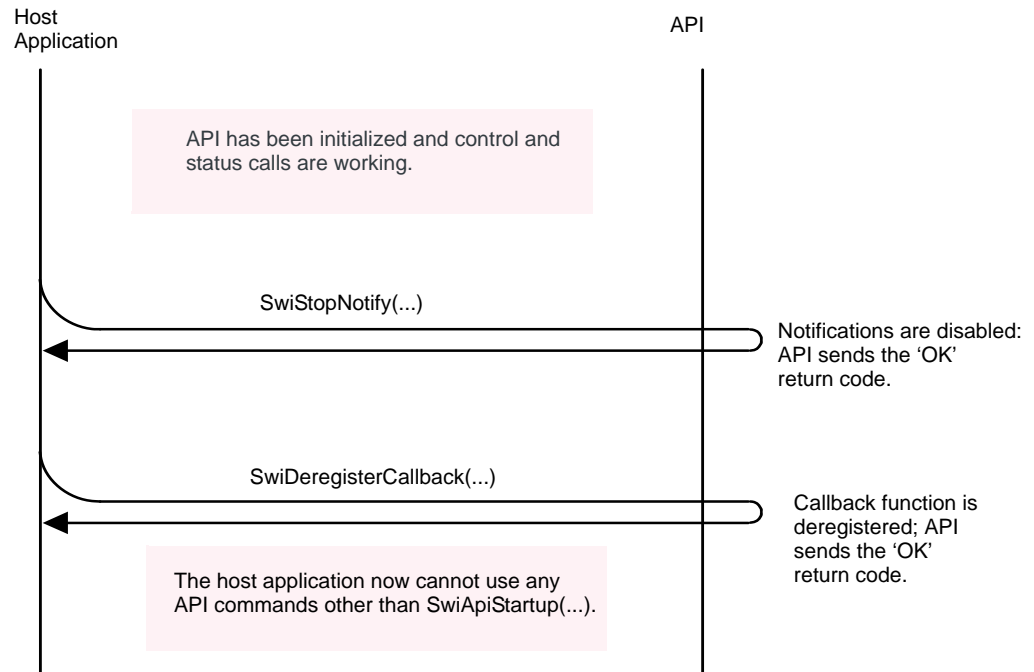 Host
Application
API
API has been initialized and control and
status calls are working.
SwiStopNotify(...)
Notifications are disabled:
API sends the ‘OK’
return code.
SwiDeregisterCallback(...)
Callback function is
deregistered; API
sends the ‘OK’
return code.
The host application now cannot use any
API commands other than SwiApiStartup(...).